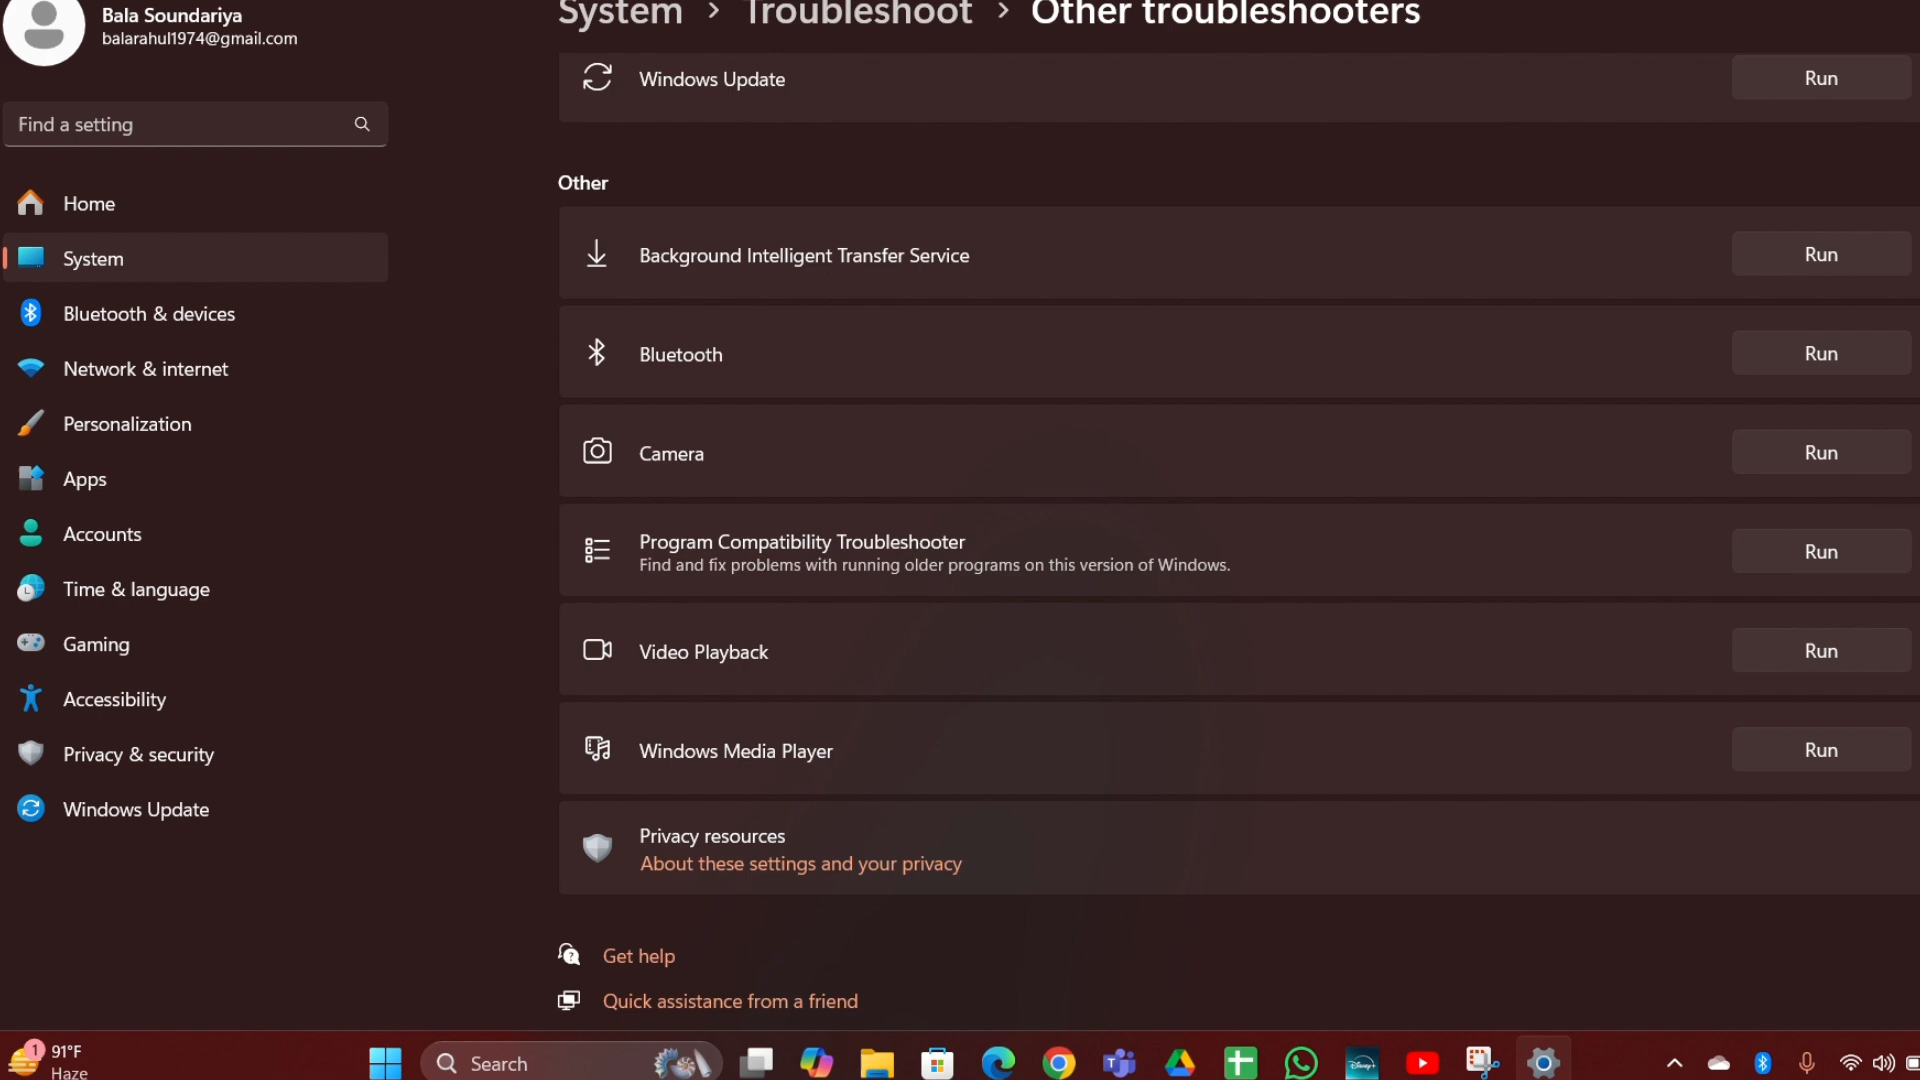 Bala Soundariya
balarahul1974@gmail.com
Find a setting
Home
System
Bluetooth & devices
Network & internet
Personalization
Apps
Accounts
Time & language
Gaming
Accessibility
Privacy & security
Windows Update
System > Troubleshoot > Other troubleshooters
Windows Update
Run
Other
Background Intelligent Transfer Service
Run
Bluetooth
Run
Camera
Run
Program Compatibility Troubleshooter
Find and fix problems with running older programs on this version of Windows.
Run
Video Playback
Run
Windows Media Player
Run
Privacy resources
About these settings and your privacy
Get help
Quick assistance from a friend
1
91°F
Haze
Search
T
Disney+